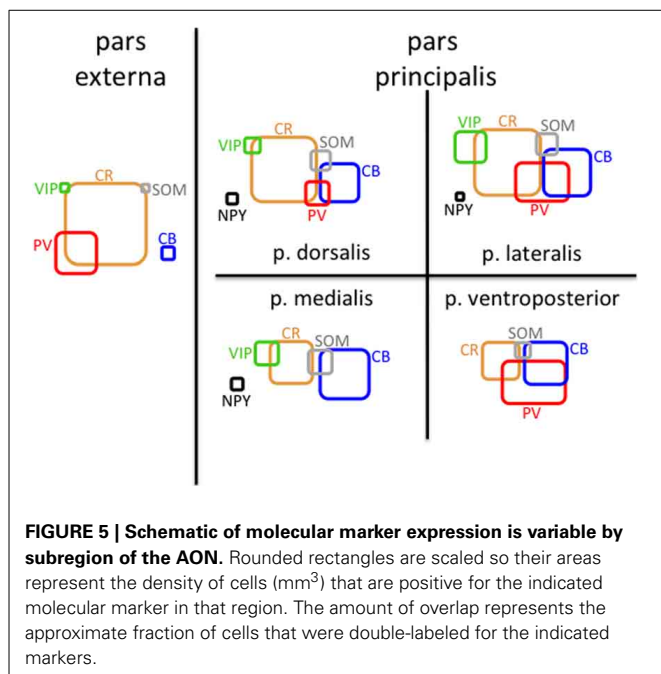 pars
externa
pars
principalis
CR
VIP
SOM
PV
CB
CR
SOM
VIP
CB
NPY
PV
p. dorsalis
VIP
CR
SOM
CB
NPY
PV
p. lateralis
p. medialis
CR
SOM
VIP
CB
NPY
p. ventroposterior
SOM
CR
CB
PV
FIGURE 5 | Schematic of molecular marker expression is variable by
subregion of the AON. Rounded rectangles are scaled so their areas
represent the density of cells (mm³) that are positive for the indicated
molecular marker in that region. The amount of overlap represents the
approximate fraction of cells that were double-labeled for the indicated
markers.